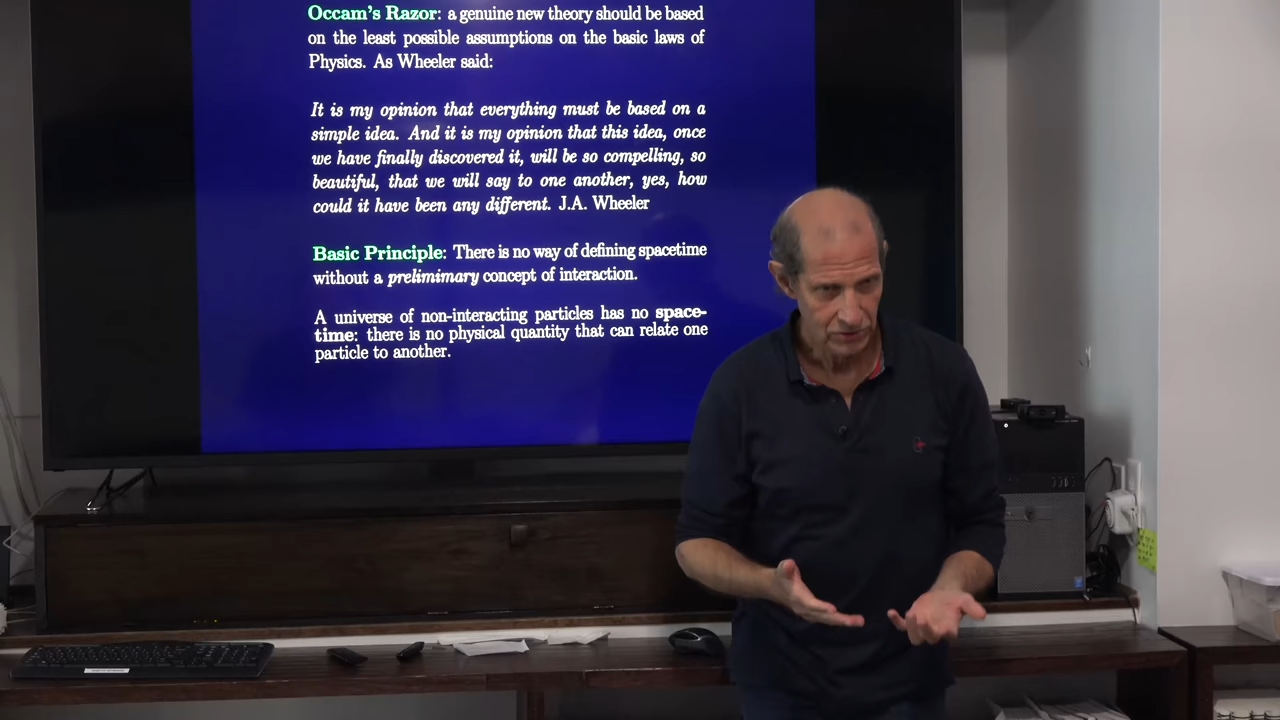 Occam's Razor: a genuine new theory should be based
on the least possible assumptions on the basic laws of
Physics. As Wheeler said:
It is my opinion that everything must be based on a
simple idea. And it is my opinion that this idea, once
we have finally discovered it, will be so compelling, so
beautiful, that we will say to one another, yes, how
could it have been any different. J.A. Wheeler
Basic Principle: There is no way of defining spacetime
without a prelimimary concept of interaction.
A universe of non-interacting particles has no space-
time: there is no physical quantity that can relate one
particle to another.